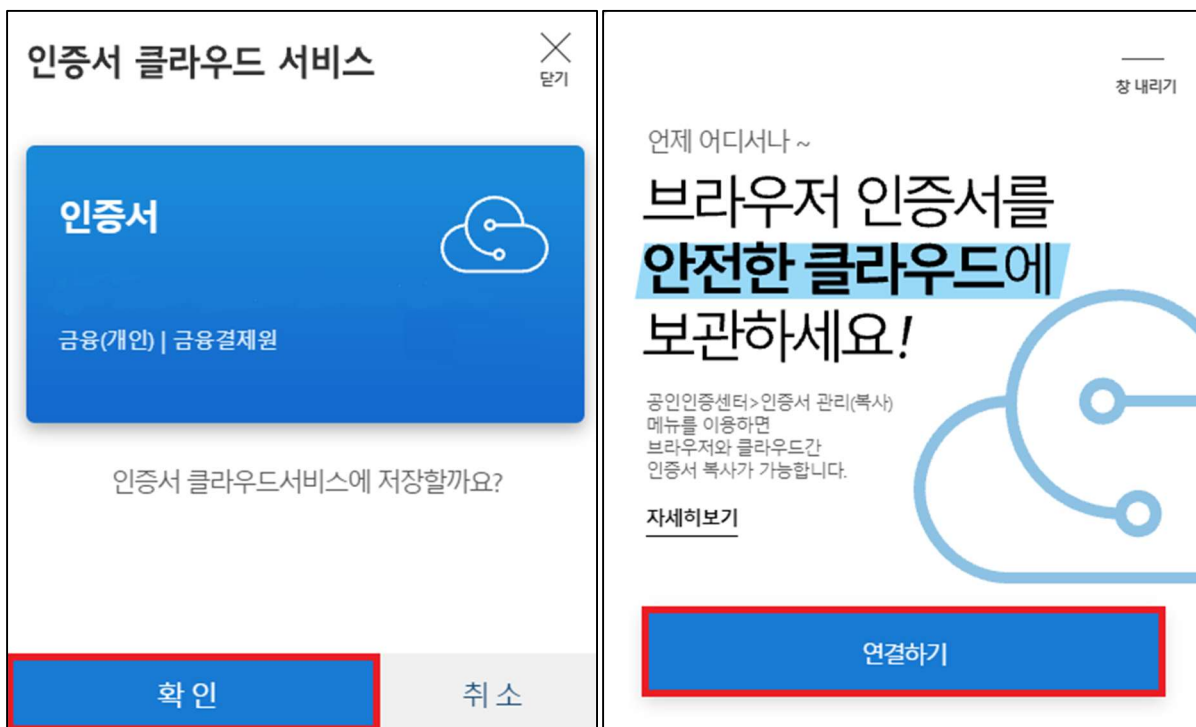 인증서 클라우드 서비스
닫기
인증서
금융(개인) | 금융결제원
인증서 클라우드서비스에 저장할까요?
확 인
취 소
창 내리기
언제 어디서나 ~
브라우저 인증서를
안전한 클라우드에
보관하세요!
공인인증센터>인증서 관리(복사)
메뉴를 이용하면
브라우저와 클라우드간
인증서 복사가 가능합니다.
자세히보기
연결하기